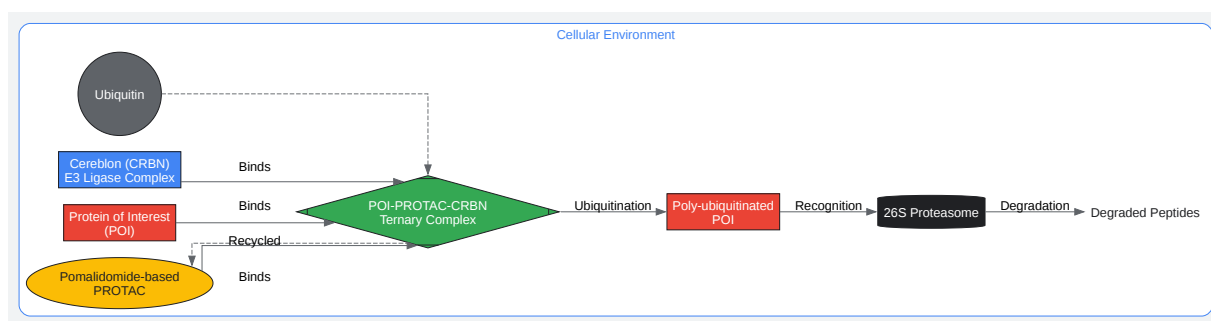 Cellular Environment
Ubiquitin
Cereblon (CRBN)
E3 Ligase Complex
Binds
Protein of Interest
(POI)
Binds
Recycled
Pomalidomide-based
PROTAC
Binds
POI-PROTAC-CRBN
Ternary Complex
Ubiquitination
Poly-ubiquitinated
POI
Recognition
26S Proteasome
Degradation
Degraded Peptides